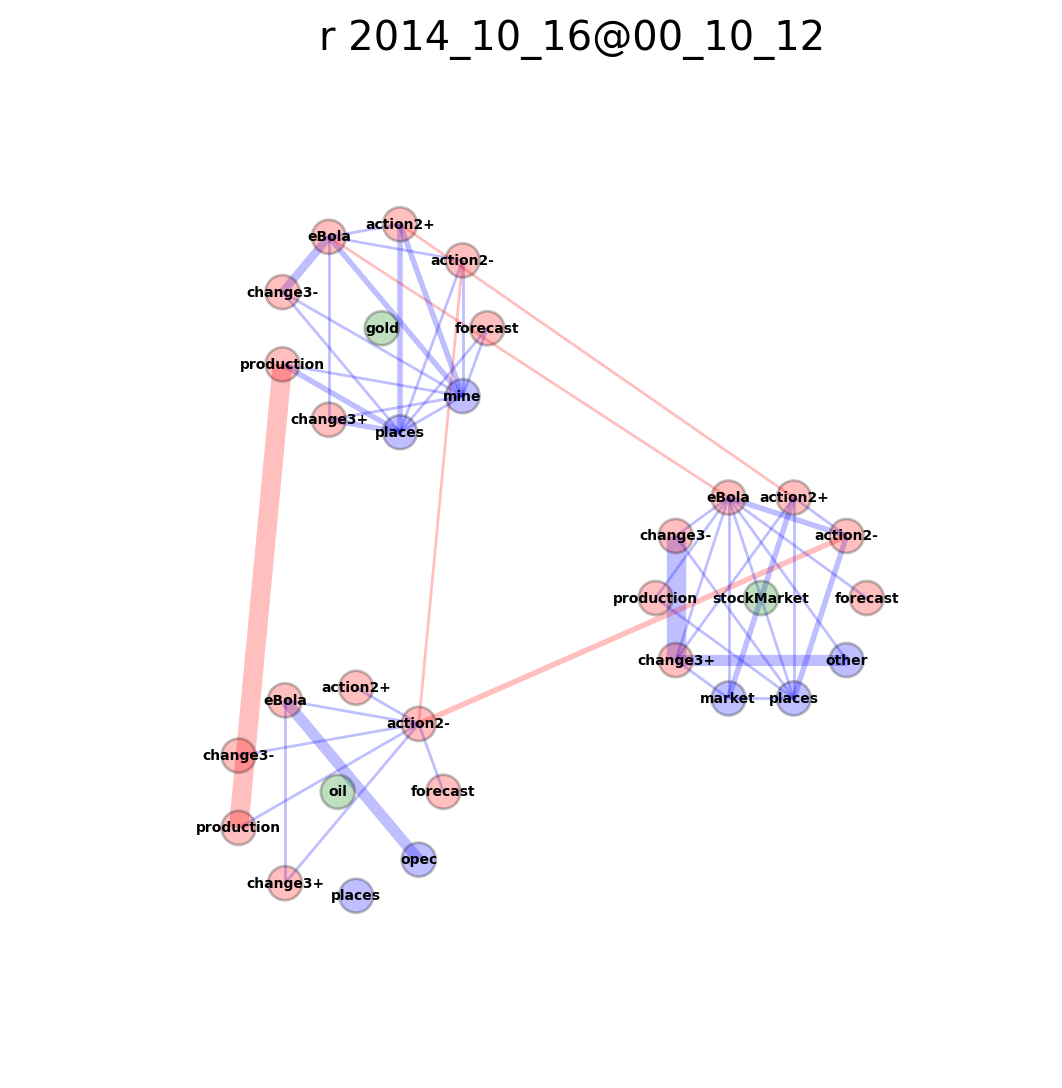 r 2014_10_16@00_10_12
action2+
eBola
action2-
change3-
gold
forecast
production
mine
change3+
places
eBola
action2+
change3-
action2-
production
stockMarket
forecast
change3+
other
market
places
action2+
eBola
action2-
change3-
oil
forecast
production
opec
change3+
places